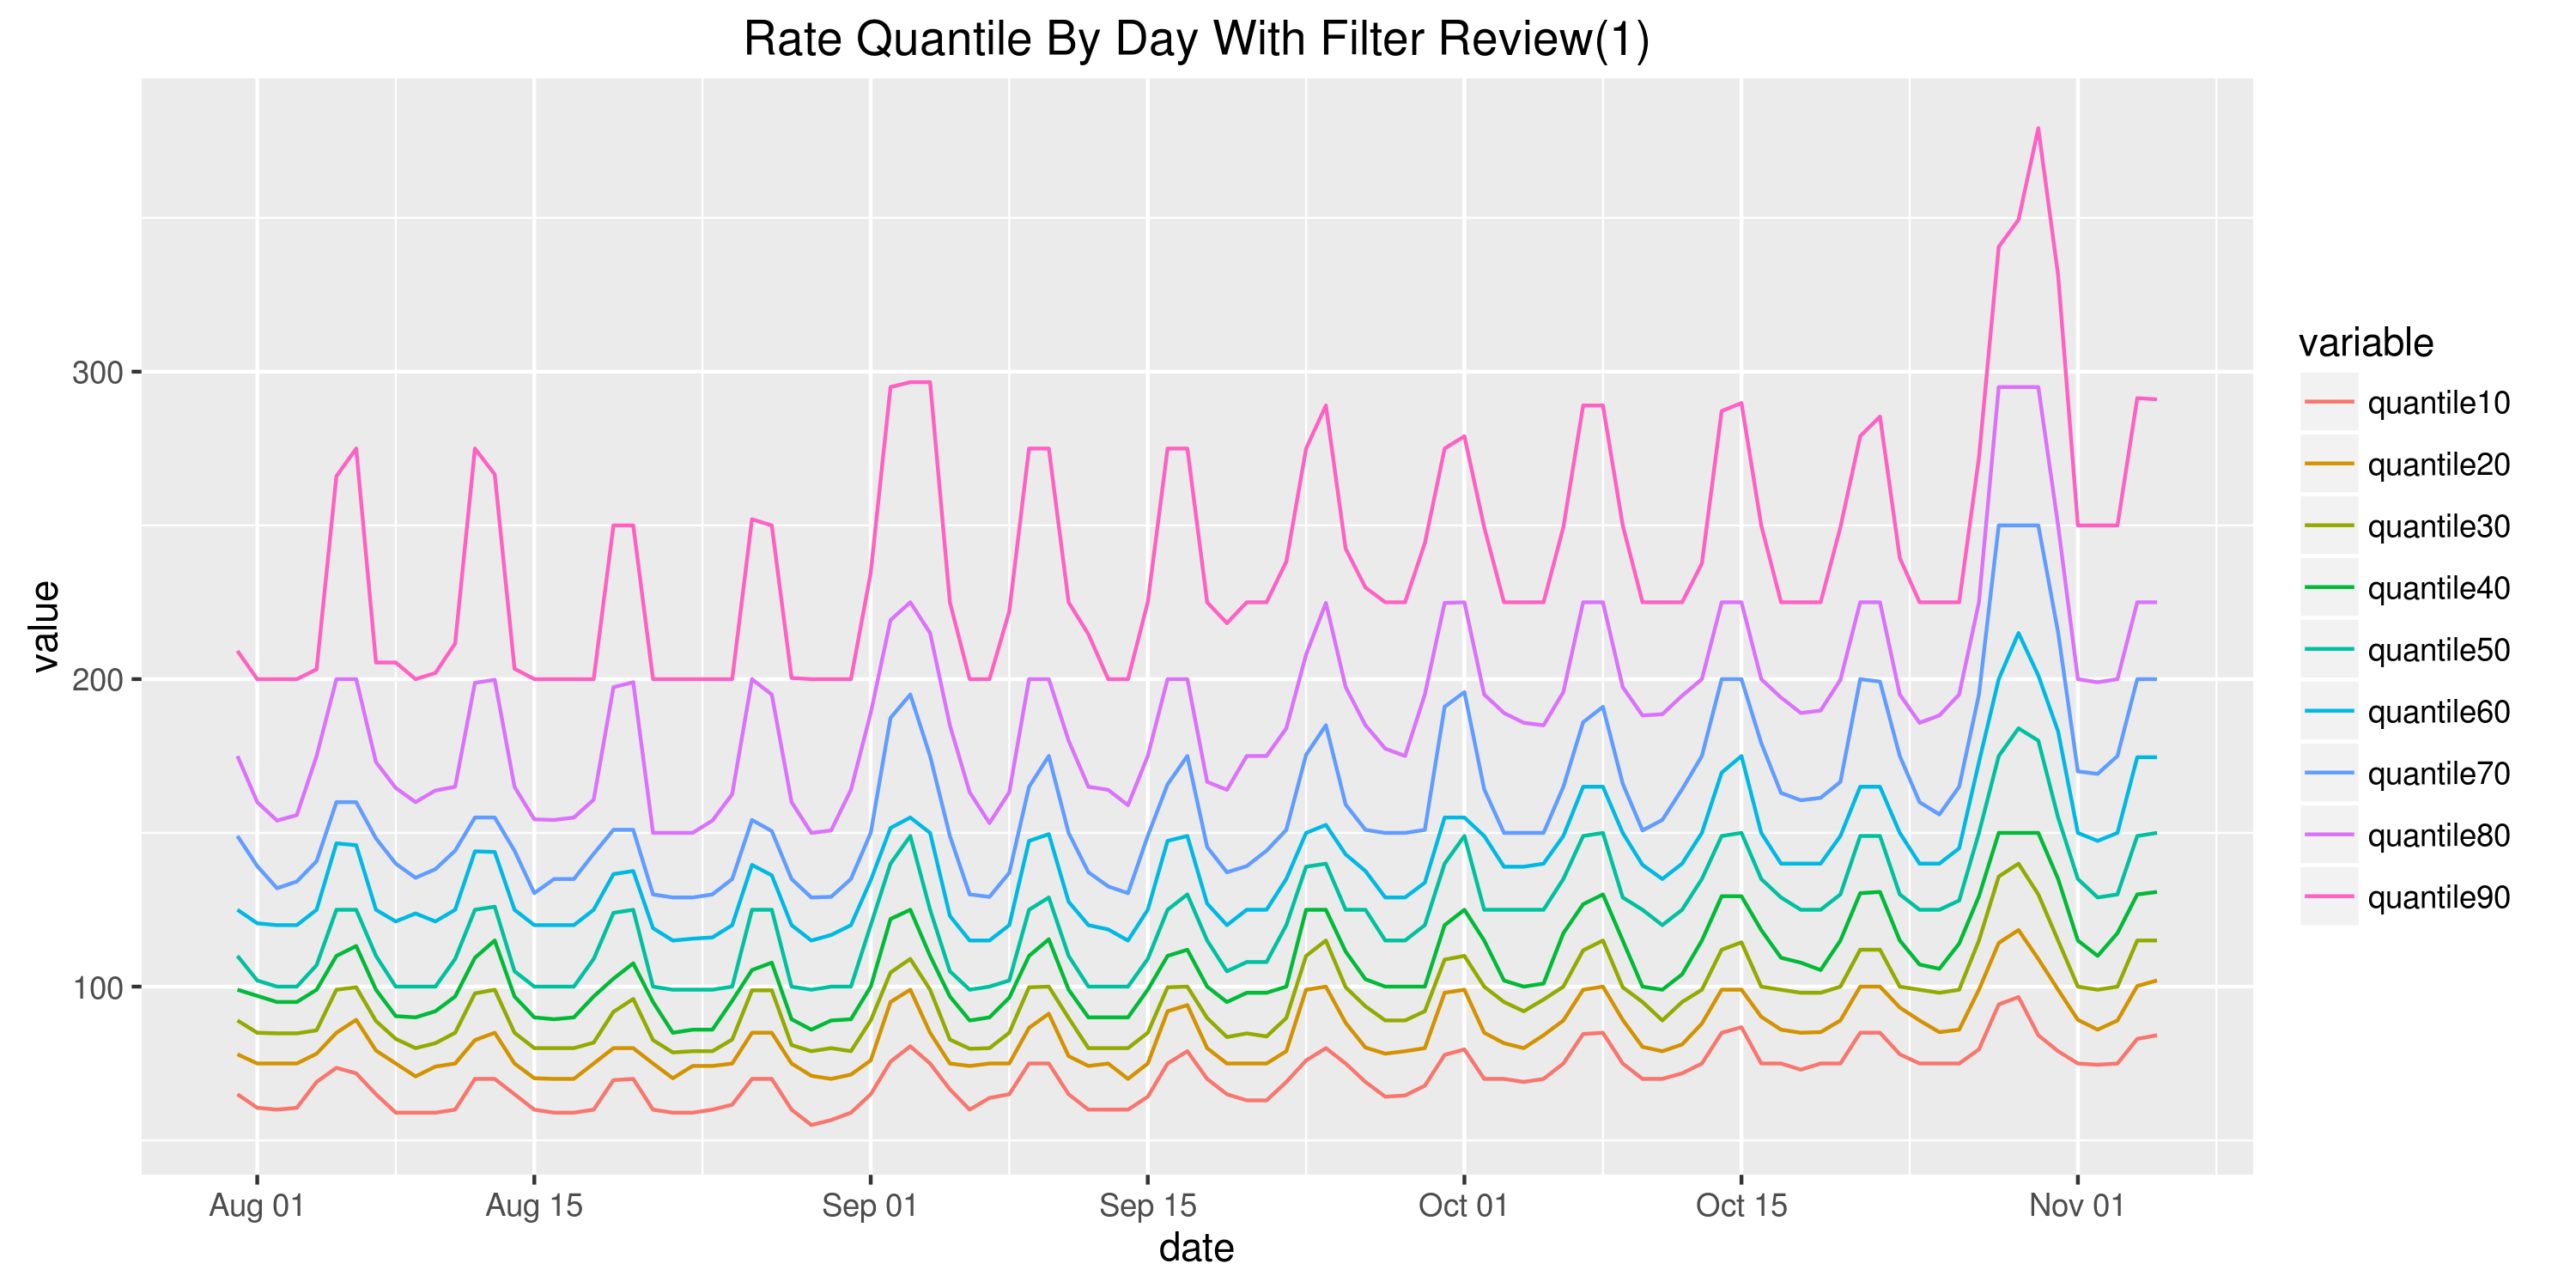 Rate Quantile By Day With Filter Review(1)
value
300
200
100
Aug 01
Aug 15
Sep 01
Sep 15
Oct 01
Oct 15
Nov 01
date
variable
quantile10
quantile20
quantile30
quantile40
quantile50
quantile60
quantile70
quantile80
quantile90